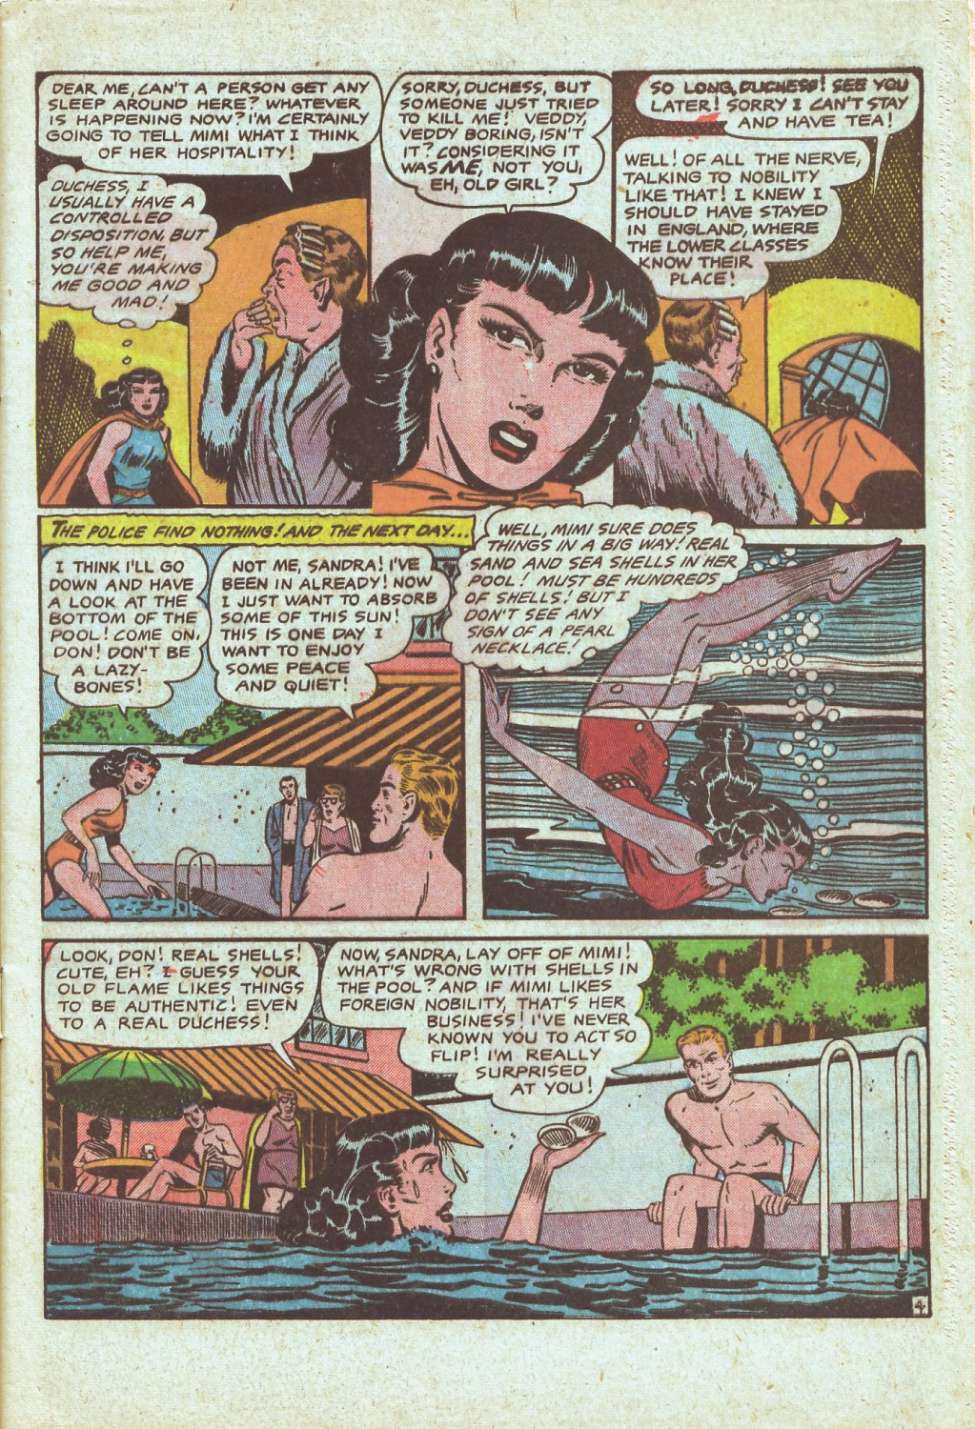 DEAR ME, CAN'T A PERSON GET ANY
SLEEP AROUND HERE? WHATEVER
IS HAPPENING NOW? I'M CERTAINLY
GOING TO TELL MIMI WHAT I THINK
OF HER HOSPITALITY!
DUCHESS, I
USUALLY HAVE A
CONTROLLED
DISPOSITION, BUT
SO HELP ME,
YOU'RE MAKING
ME GOOD AND
MAD!
SORRY, DUCHESS, BUT
SOMEONE JUST TRIED
TO KILL ME! VEDDY,
VEDDY BORING, ISN'T
IT? CONSIDERING IT
WAS ME, NOT YOU,
EH, OLD GIRL?
SO LONG, DUCHESS! SEE YOU
LATER! SORRY I CAN'T STAY
AND HAVE TEA!
WELL! OF ALL THE NERVE,
TALKING TO NOBILITY
LIKE THAT! I KNEW I
SHOULD HAVE STAYED
IN ENGLAND, WHERE
THE LOWER CLASSES
KNOW THEIR
PLACE!
THE POLICE FIND NOTHING! AND THE NEXT DAY...
I THINK I'LL GO
DOWN AND HAVE
A LOOK AT THE
BOTTOM OF THE
POOL! COME ON,
DON! DON'T BE
A LAZY-
BONES!
NOT ME, SANDRA! I'VE
BEEN IN ALREADY! NOW
I JUST WANT TO ABSORB
SOME OF THIS SUN!
THIS IS ONE DAY I
WANT TO ENJOY
SOME PEACE
AND QUIET!
WELL, MIMI SURE DOES
THINGS IN A BIG WAY! REAL
SAND AND SEA SHELLS IN HER
POOL! MUST BE HUNDREDS
OF SHELLS! BUT I
DON'T SEE ANY
SIGN OF A PEARL
NECKLACE!
LOOK, DON! REAL SHELLS!
CUTE, EH? I GUESS YOUR
OLD FLAME LIKES THINGS
TO BE AUTHENTIC! EVEN
TO A REAL DUCHESS!
NOW, SANDRA, LAY OFF OF MIMI!
WHAT'S WRONG WITH SHELLS IN
THE POOL? AND IF MIMI LIKES
FOREIGN NOBILITY, THAT'S HER
BUSINESS! I'VE NEVER
KNOWN YOU TO ACT SO
FLIP! I'M REALLY
SURPRISED
AT YOU!
4